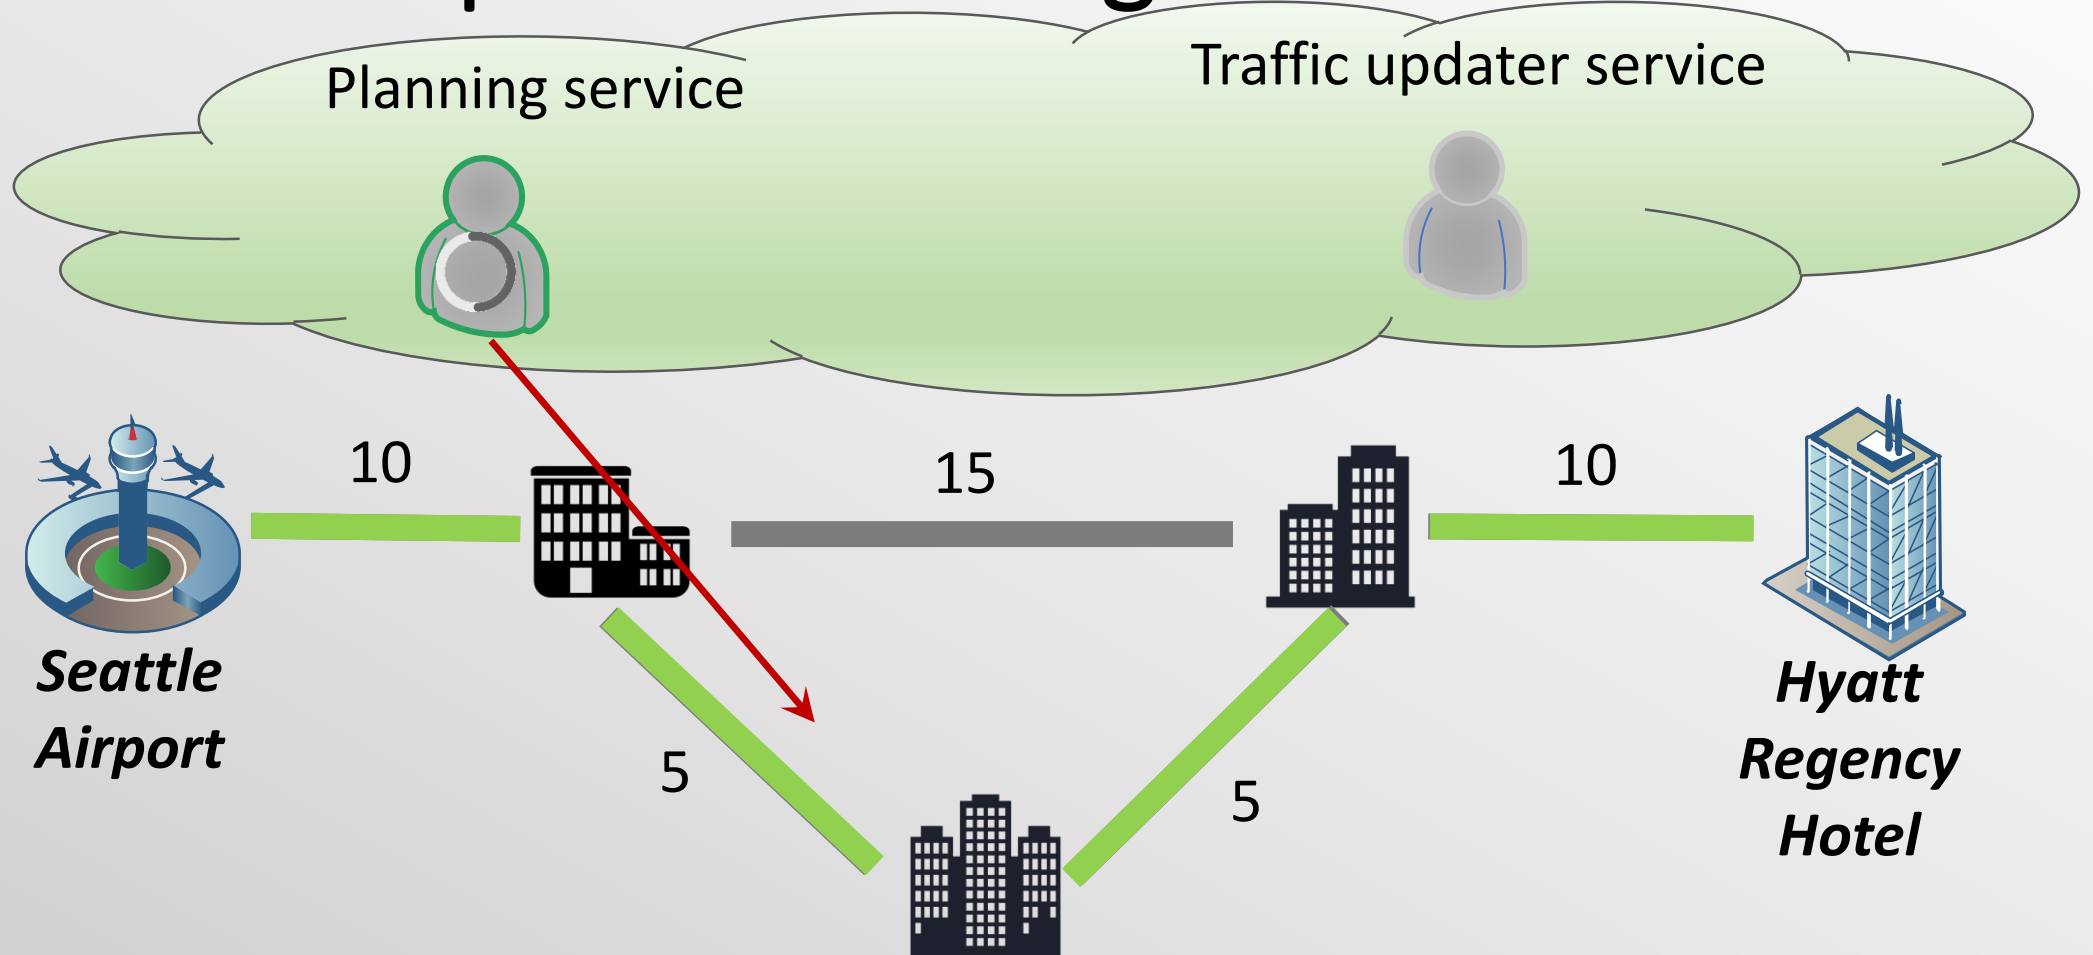 Planning service
Traffic updater service
10
15
10
Seattle
Airport
Hyatt
Regency
Hotel
5
5